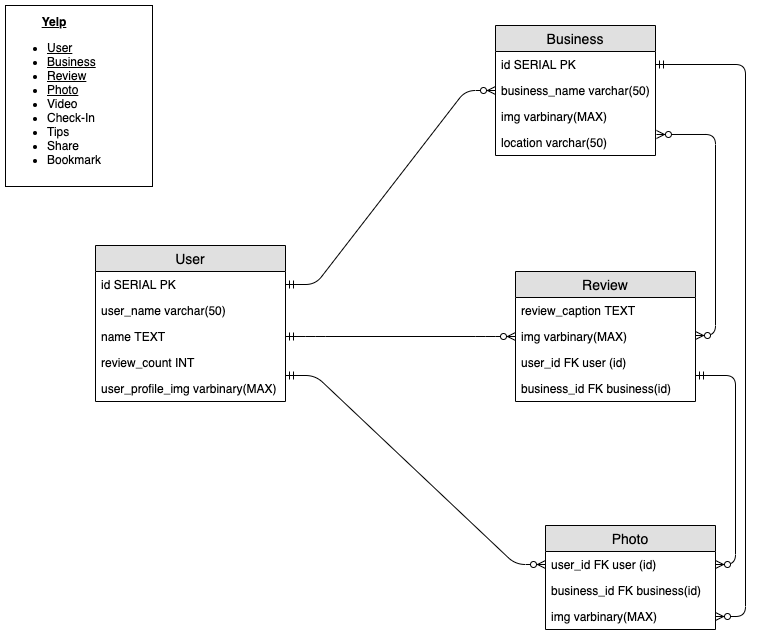 Yelp
User
Business
Review
Photo
Video
Check-In
Tips
Share
Bookmark
Business
id SERIAL PK
business_name varchar(50)
img varbinary(MAX)
location varchar(50)
User
id SERIAL PK
user_name varchar(50)
name TEXT
review_count INT
user_profile_img varbinary(MAX)
Review
review_caption TEXT
img varbinary(MAX)
user_id FK user (id)
business_id FK business(id)
Photo
user_id FK user (id)
business_id FK business(id)
img varbinary(MAX)